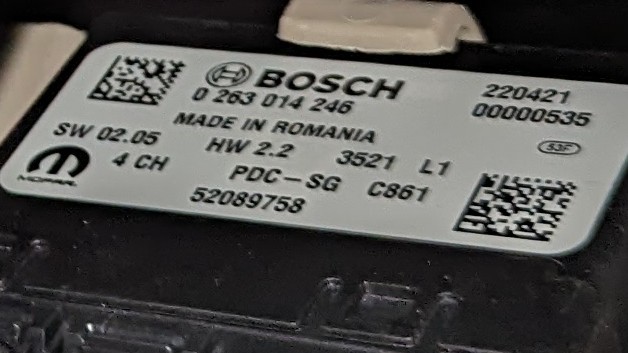 BOSCH 220421
0 263 014 246 00000535
MADE IN ROMANIA 53F
SW 02.05 HW 2.2 3521 L1
4 CH PDC-SG C861
MOPAR 52089758